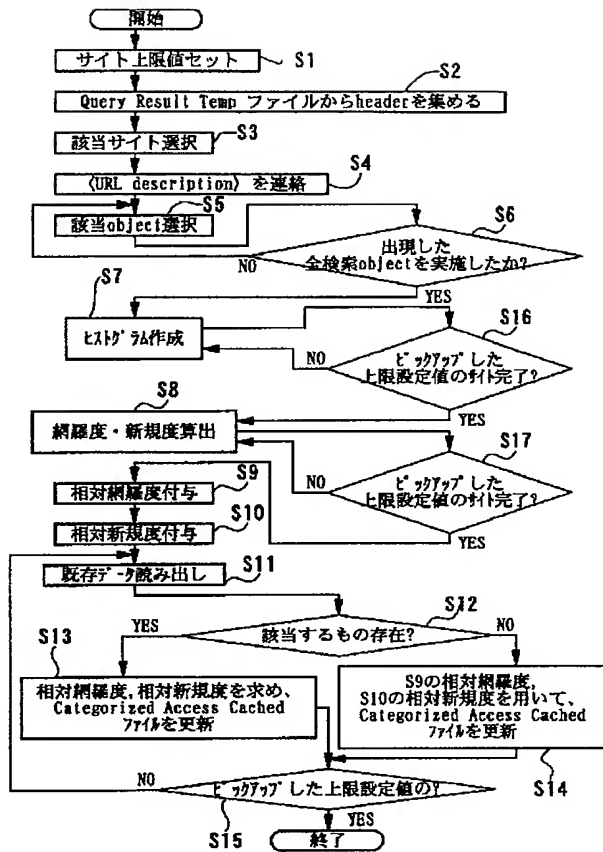 開始
サイト上限値セット
S1
S2
Query Result Temp ファイルからheaderを集める
S3
該当サイト選択
S4
〈URL description〉を連絡
S5
該当object選択
S6
出現した
全検索objectを実施したか?
NO
YES
S7
ﾋｽﾄｸﾞﾗﾑ作成
S16
ﾋﾟｯｸｱｯﾌﾟした
上限設定値のｻｲﾄ完了?
NO
YES
S8
網羅度・新規度算出
S17
ﾋﾟｯｸｱｯﾌﾟした
上限設定値のｻｲﾄ完了?
NO
YES
S9
相対網羅度付与
S10
相対新規度付与
S11
既存ﾃﾞｰﾀ読み出し
S12
該当するもの存在?
YES
NO
S13
相対網羅度,相対新規度を求め、
Categorized Access Cached
ﾌｧｲﾙを更新
S9の相対網羅度,
S10の相対新規度を用いて、
Categorized Access Cached
ﾌｧｲﾙを更新
S14
ﾋﾟｯｸｱｯﾌﾟした上限設定値の?
NO
S15
YES
終了